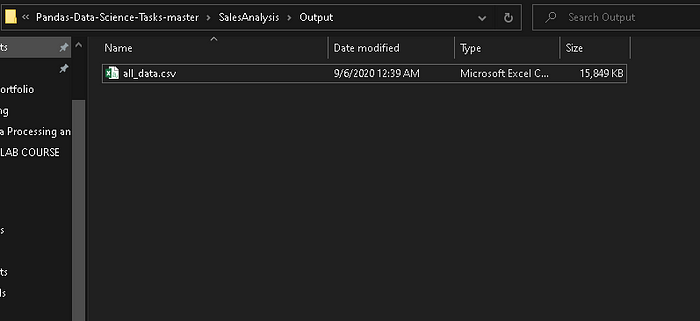 « Pandas-Data-Science-Tasks-master > SalesAnalysis > Output
Search Output
ts
Name Date modified Type Size
all_data.csv 9/6/2020 12:39 AM Microsoft Excel C... 15,849 KB
ortfolio
ng
a Processing an
LAB COURSE
s
ts
ls